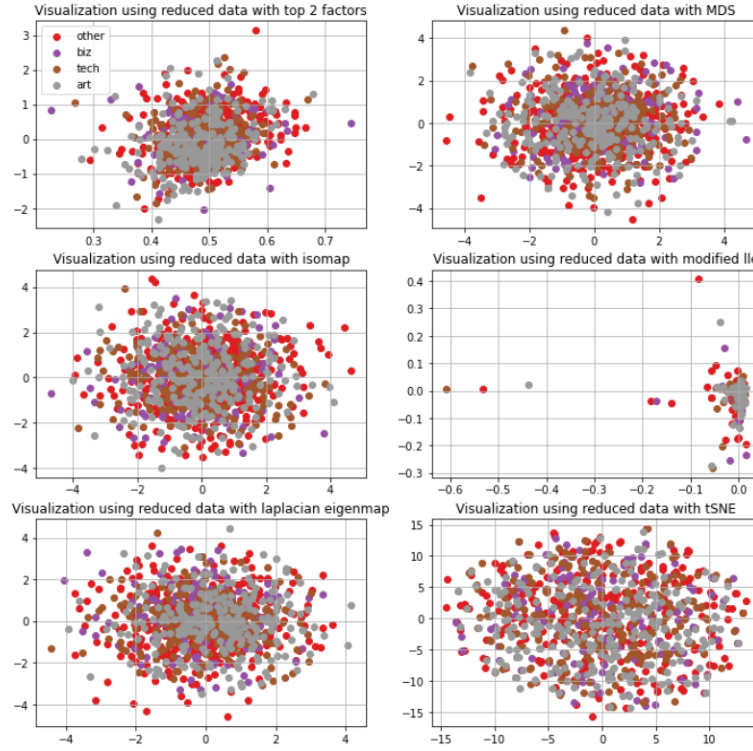 Visualization using reduced data with top 2 factors
other
biz
tech
art
3
2
1
0
−1
−2
0.3 0.4 0.5 0.6 0.7
Visualization using reduced data with MDS
4
2
0
−2
−4
−4 −2 0 2 4
Visualization using reduced data with isomap
4
2
0
−2
−4
−4 −2 0 2 4
Visualization using reduced data with modified lle
0.4
0.3
0.2
0.1
0.0
−0.1
−0.2
−0.3
−0.6 −0.5 −0.4 −0.3 −0.2 −0.1 0.0
Visualization using reduced data with laplacian eigenmap
4
2
0
−2
−4
−4 −2 0 2 4
Visualization using reduced data with tSNE
15
10
5
0
−5
−10
−15
−15 −10 −5 0 5 10